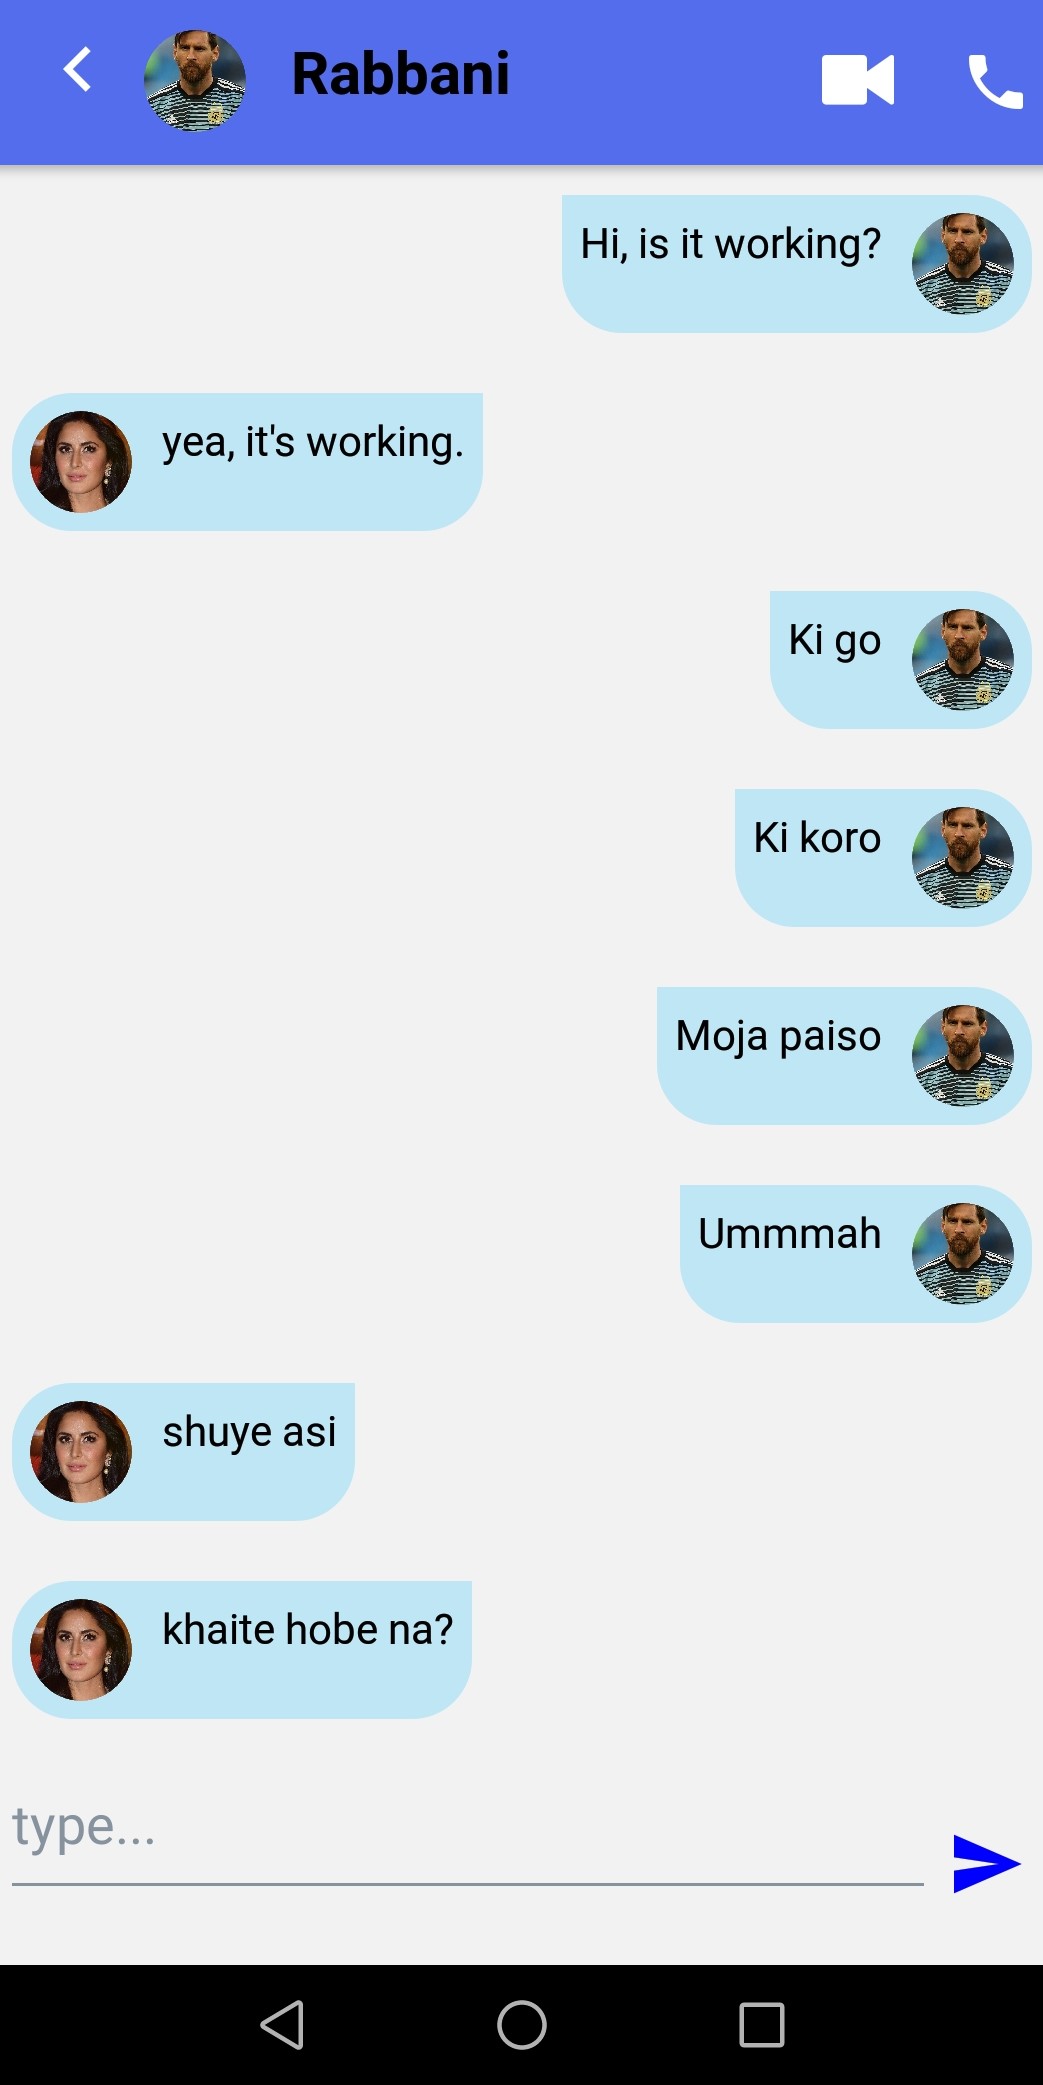 Rabbani
Hi, is it working?
yea, it's working.
Ki go
Ki koro
Moja paiso
Ummmah
shuye asi
khaite hobe na?
type...